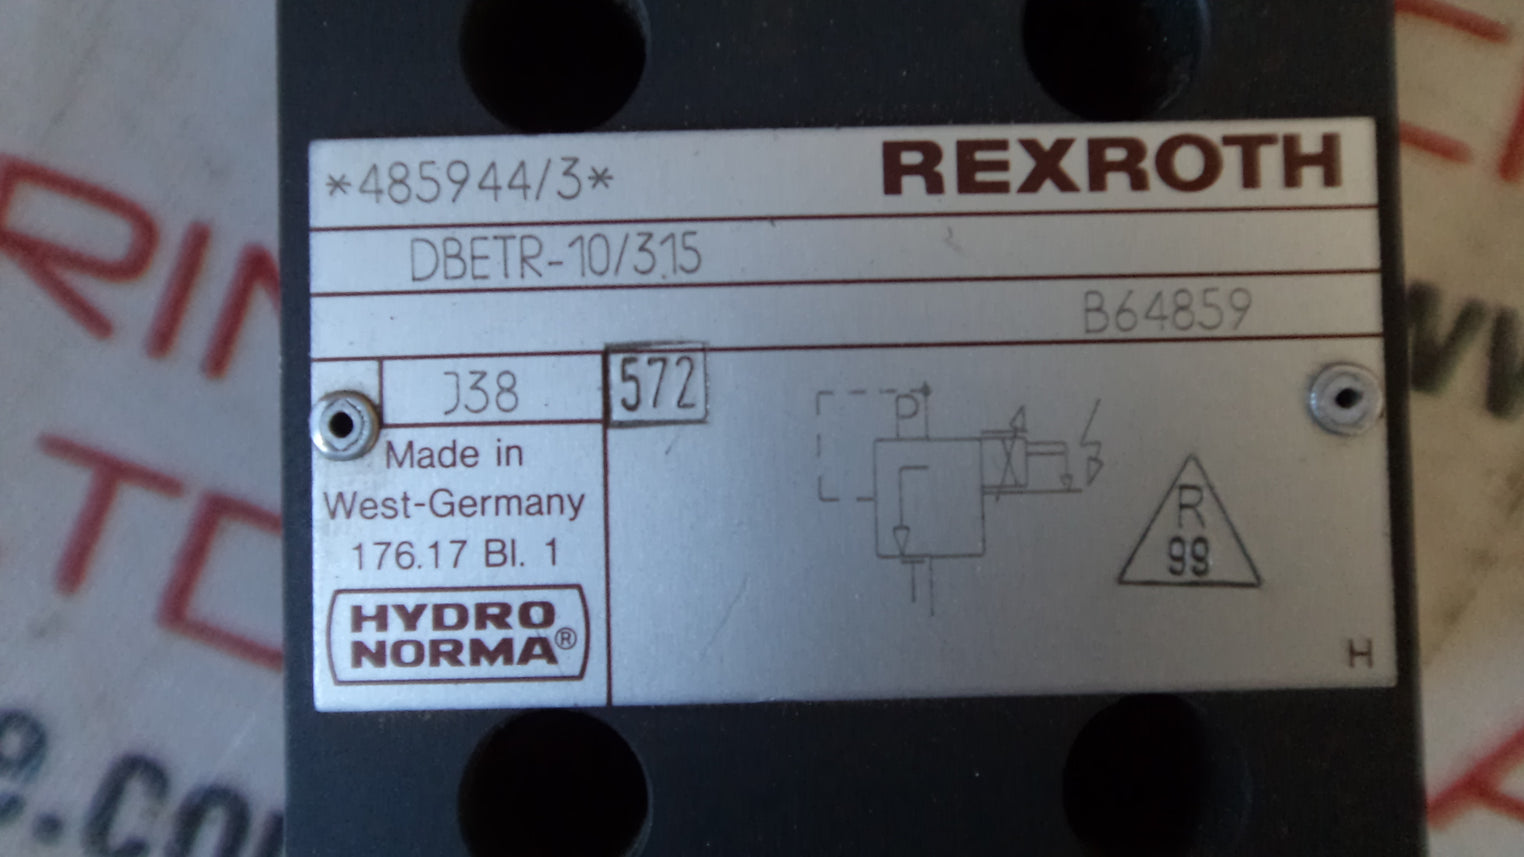 *485944/3*
REXROTH
DBETR-10/315
B64859
J38
572
Made in
West-Germany
176.17 Bl. 1
HYDRO
NORMA®
P
R
99
H